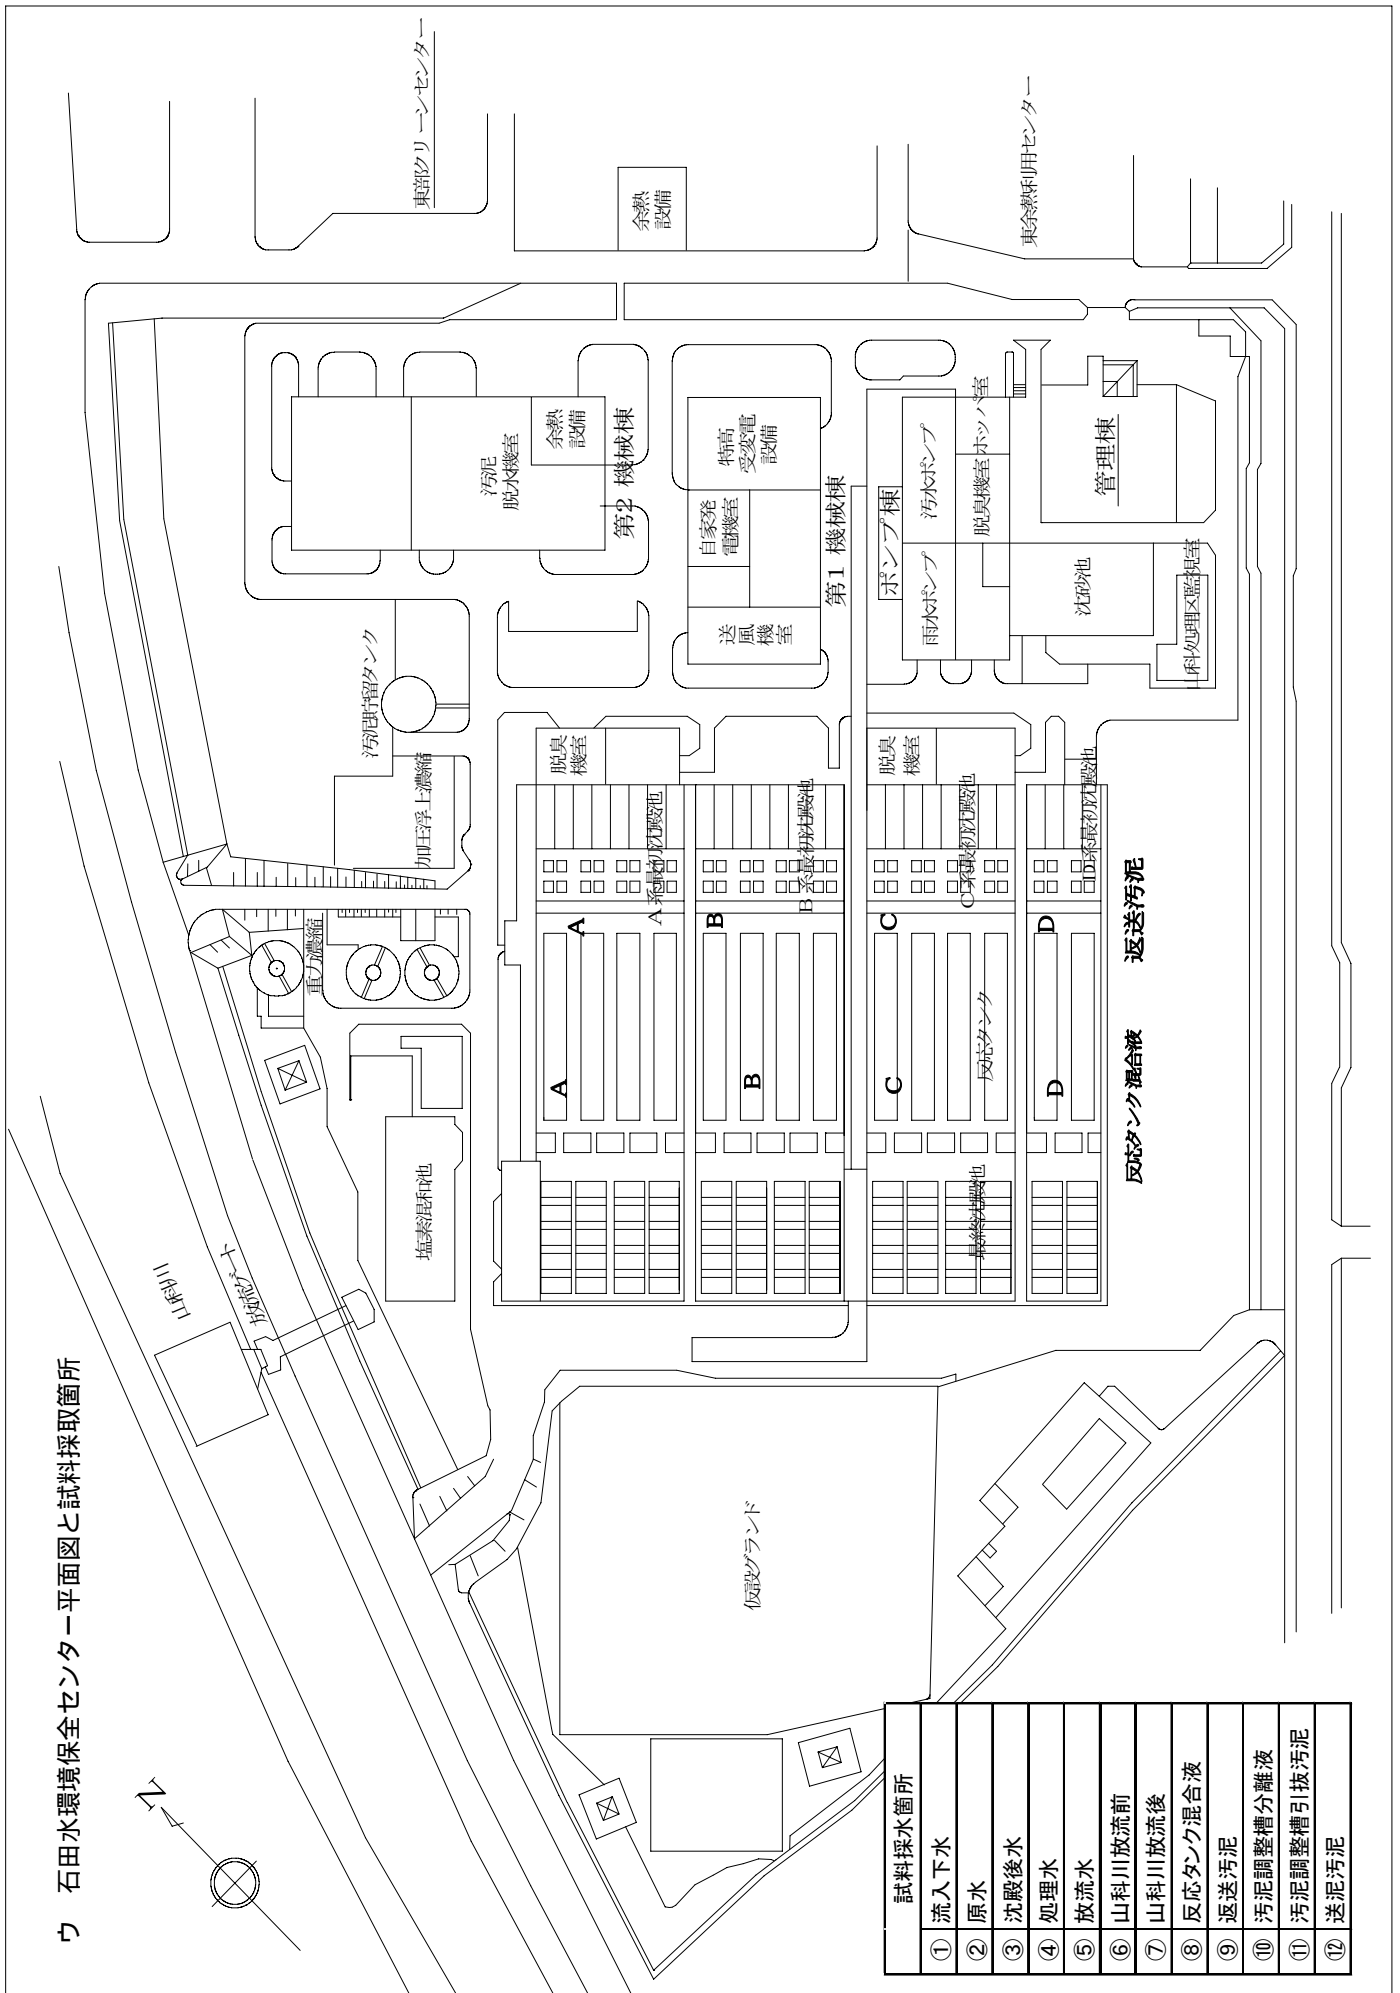 ウ 石田水環境保全センター平面図と試料採取箇所
N
山科川
放流ゲート
塩素混和池
重力濃縮
加圧浮上濃縮
汚泥貯留タンク
東部クリーンセンター
余熱
設備
東余熱利用センター
汚泥
脱水機室
余熱
設備
第2 機械棟
特高
受変電
設備
自家発
電機室
送
風
機
室
第1 機械棟
ポンプ棟
汚水ポンプ
雨水ポンプ
ホッパ室
脱臭機室
管理棟
沈砂池
山科処理区監視室
脱臭
機室
脱臭
機室
A系最初沈殿池
B系最初沈殿池
C系最初沈殿池
D系最初沈殿池
A
B
C
D
返送汚泥
反応タンク
A
B
C
D
反応タンク混合液
最終沈殿池
仮設グランド
試料採水箇所
① 流入下水
② 原水
③ 沈殿後水
④ 処理水
⑤ 放流水
⑥ 山科川放流前
⑦ 山科川放流後
⑧ 反応タンク混合液
⑨ 返送汚泥
⑩ 汚泥調整槽分離液
⑪ 汚泥調整槽引抜汚泥
⑫ 送泥汚泥